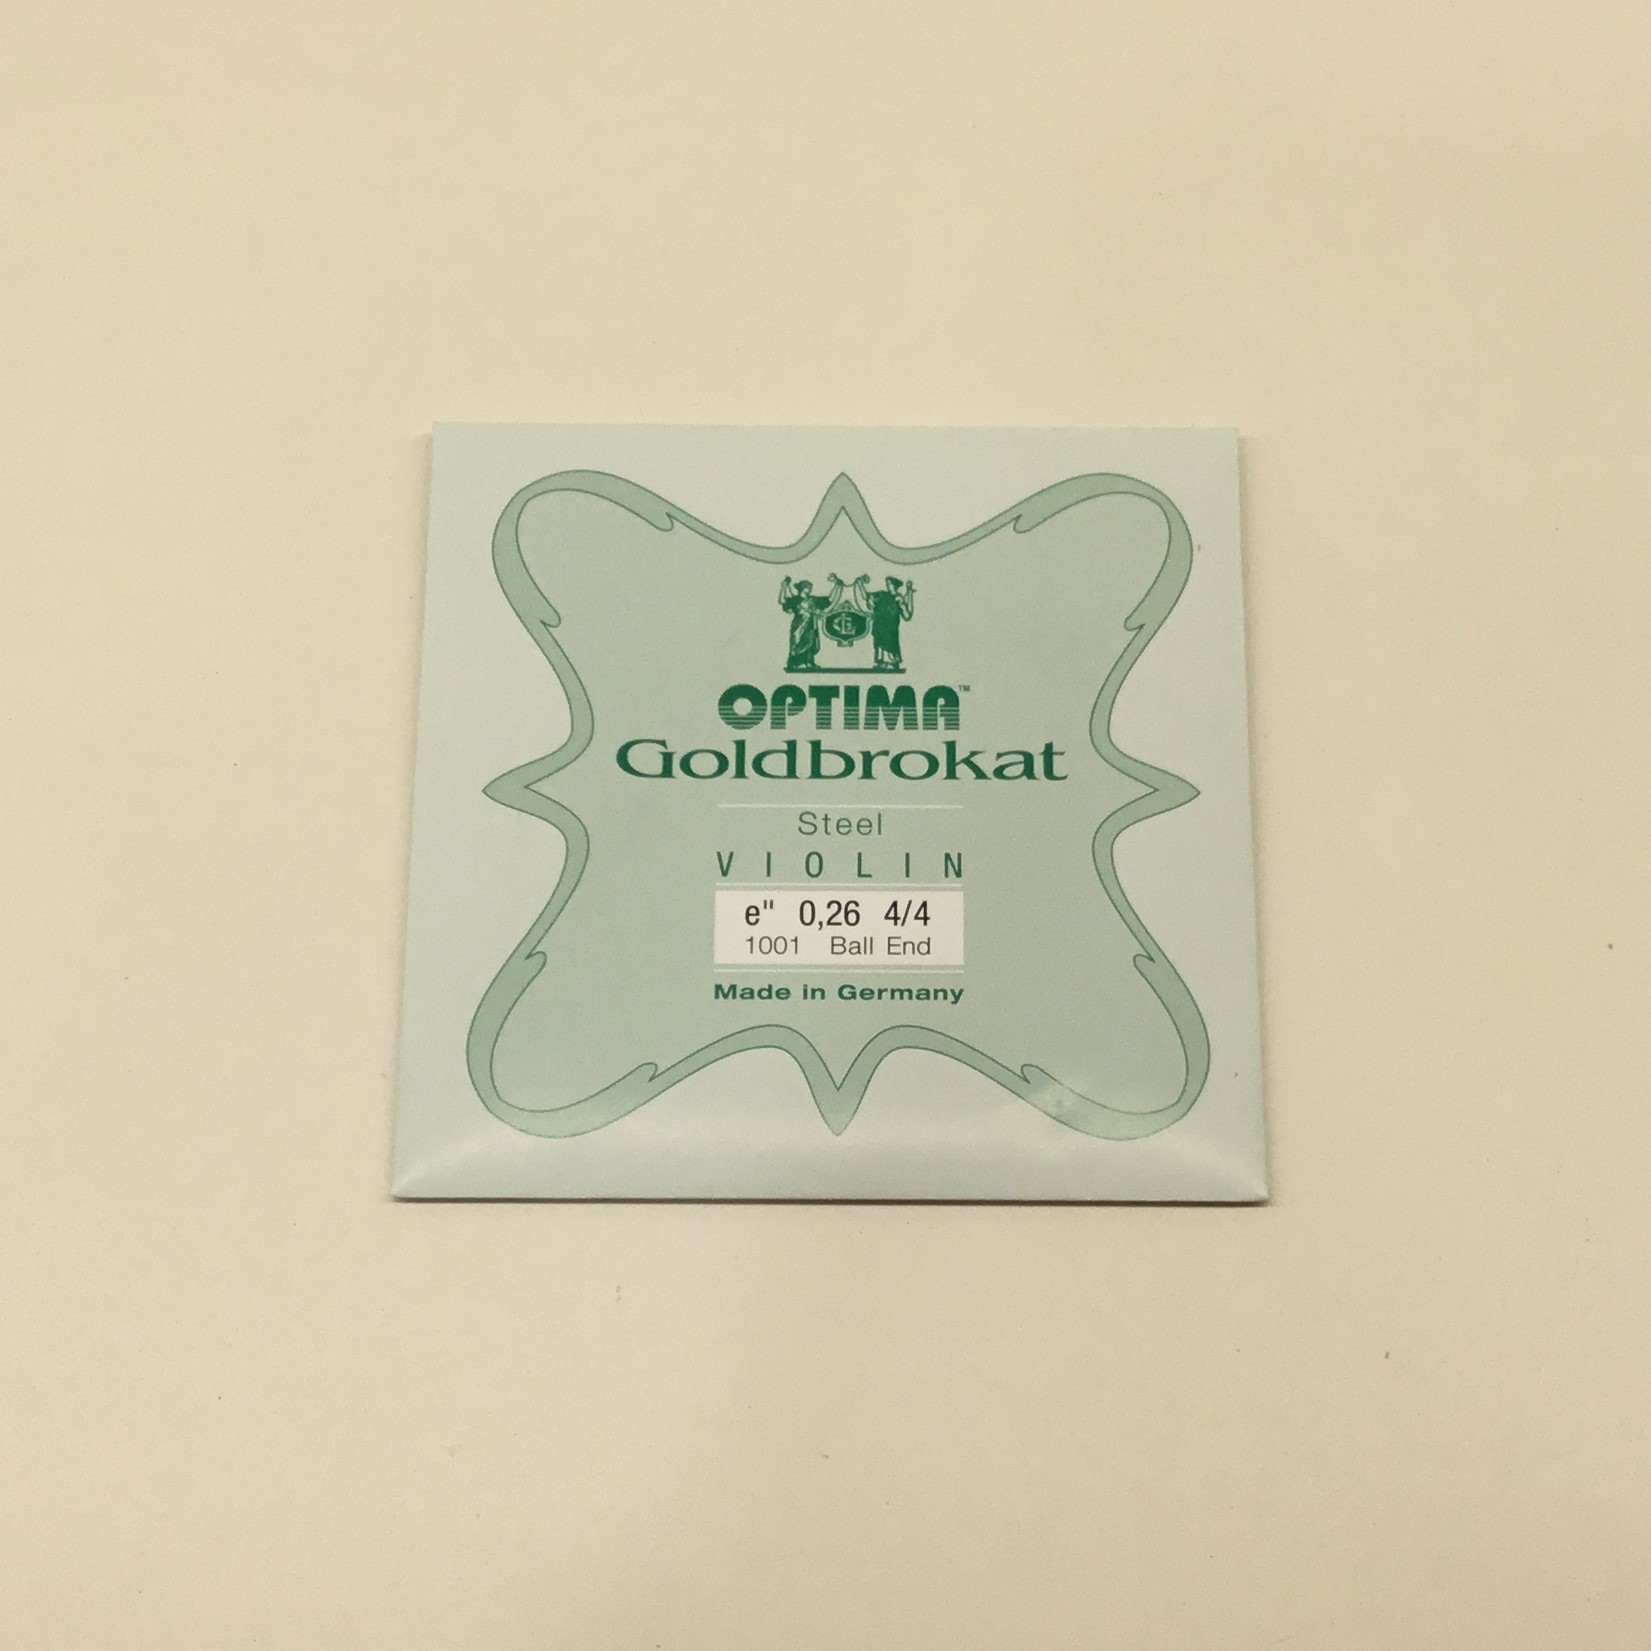 OPTIMA™
Goldbrokat
Steel
VIOLIN
e" 0,26 4/4
1001 Ball End
Made in Germany